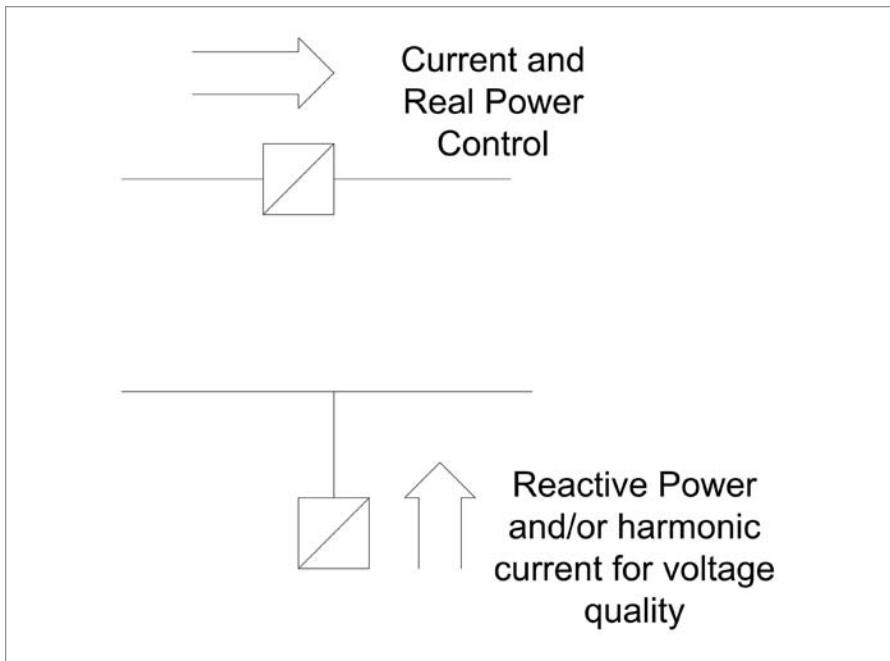 Current and
Real Power
Control
Reactive Power
and/or harmonic
current for voltage
quality